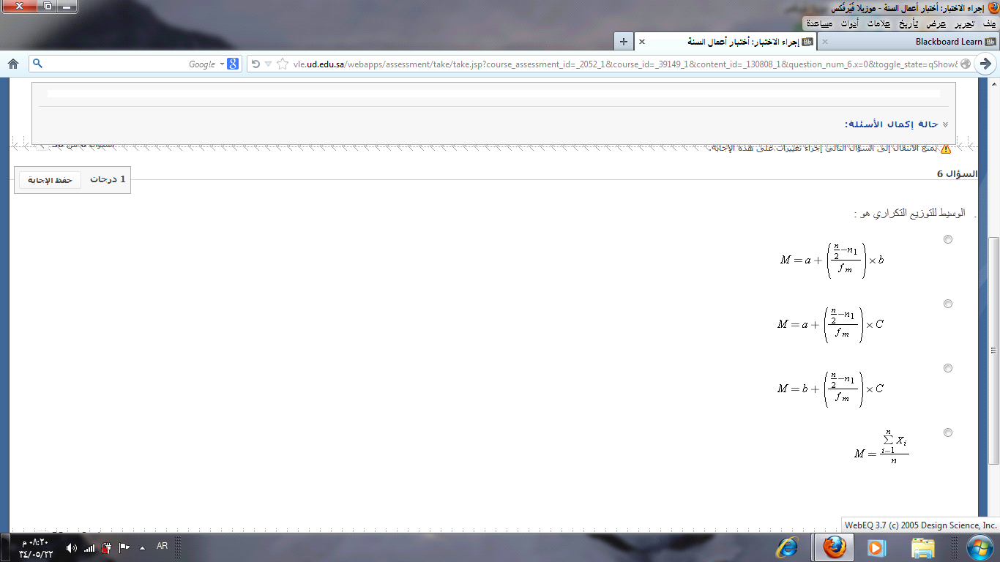 إجراء الاختبار: أختبار أعمال السنة - موزيلا فَيَرفُكس
ملف تحرير عرض تأريخ علامات أدوات مساعدة
Blackboard Learn
إجراء الاختبار: أختبار أعمال السنة
vle.ud.edu.sa/webapps/assessment/take/take.jsp?course_assessment_id=_2052_1&course_id=_39149_1&content_id=_130808_1&question_num_6.x=0&toggle_state=qShow&
Google
حالة إكمال الأسئلة:
يمنع الانتقال إلى السؤال التالي إجراء تغييرات على هذه الإجابة.
السؤال 6
1 درجات
حفظ الإجابة
. الوسيط للتوزيع التكراري هو :
M = a + ( (n/2 − n₁) / f m ) × b
M = a + ( (n/2 − n₁) / f m ) × C
M = b + ( (n/2 − n₁) / f m ) × C
M = ( n ∑ i−1 Xᵢ ) / n
WebEQ 3.7 (c) 2005 Design Science, Inc.
AR
٠٨:٢٠ م
٣٤/٠٥/٢٢